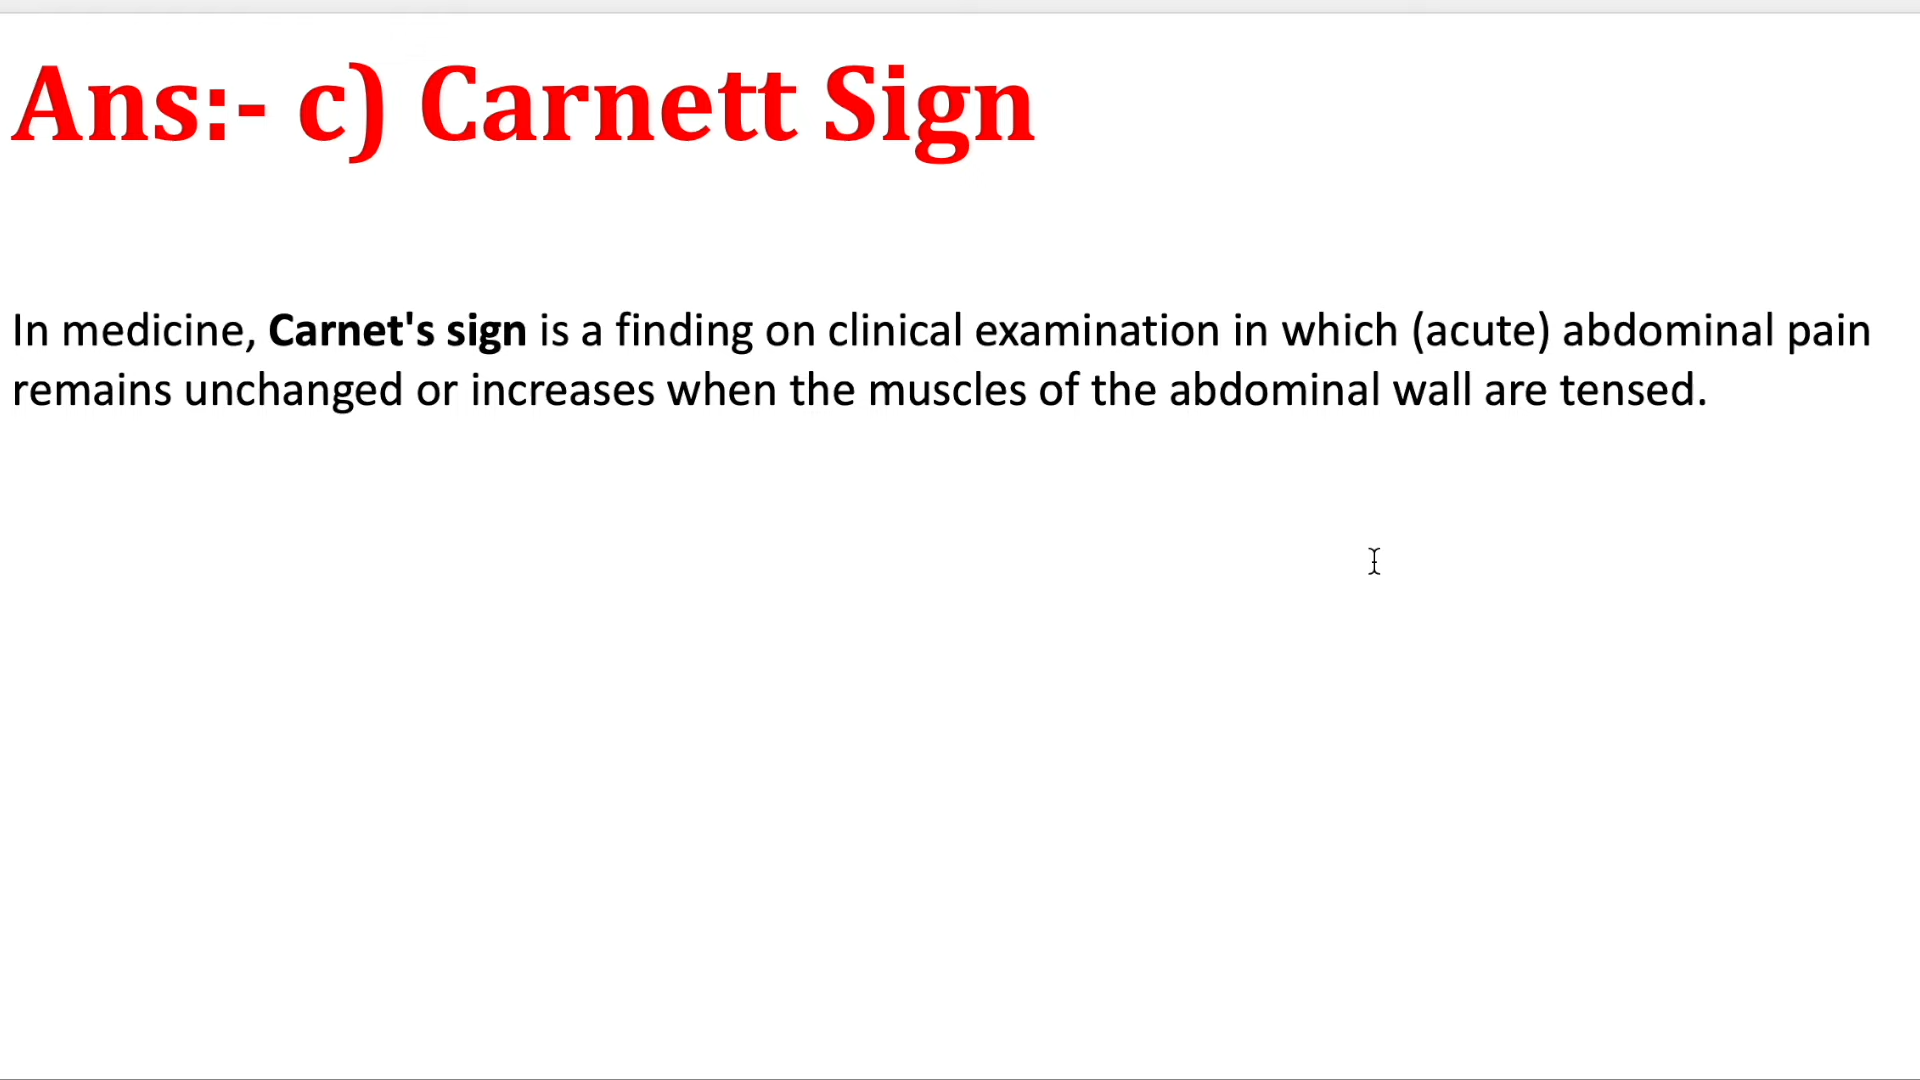 Ans:- c) Carnett Sign
In medicine, Carnet's sign is a finding on clinical examination in which (acute) abdominal pain
remains unchanged or increases when the muscles of the abdominal wall are tensed.